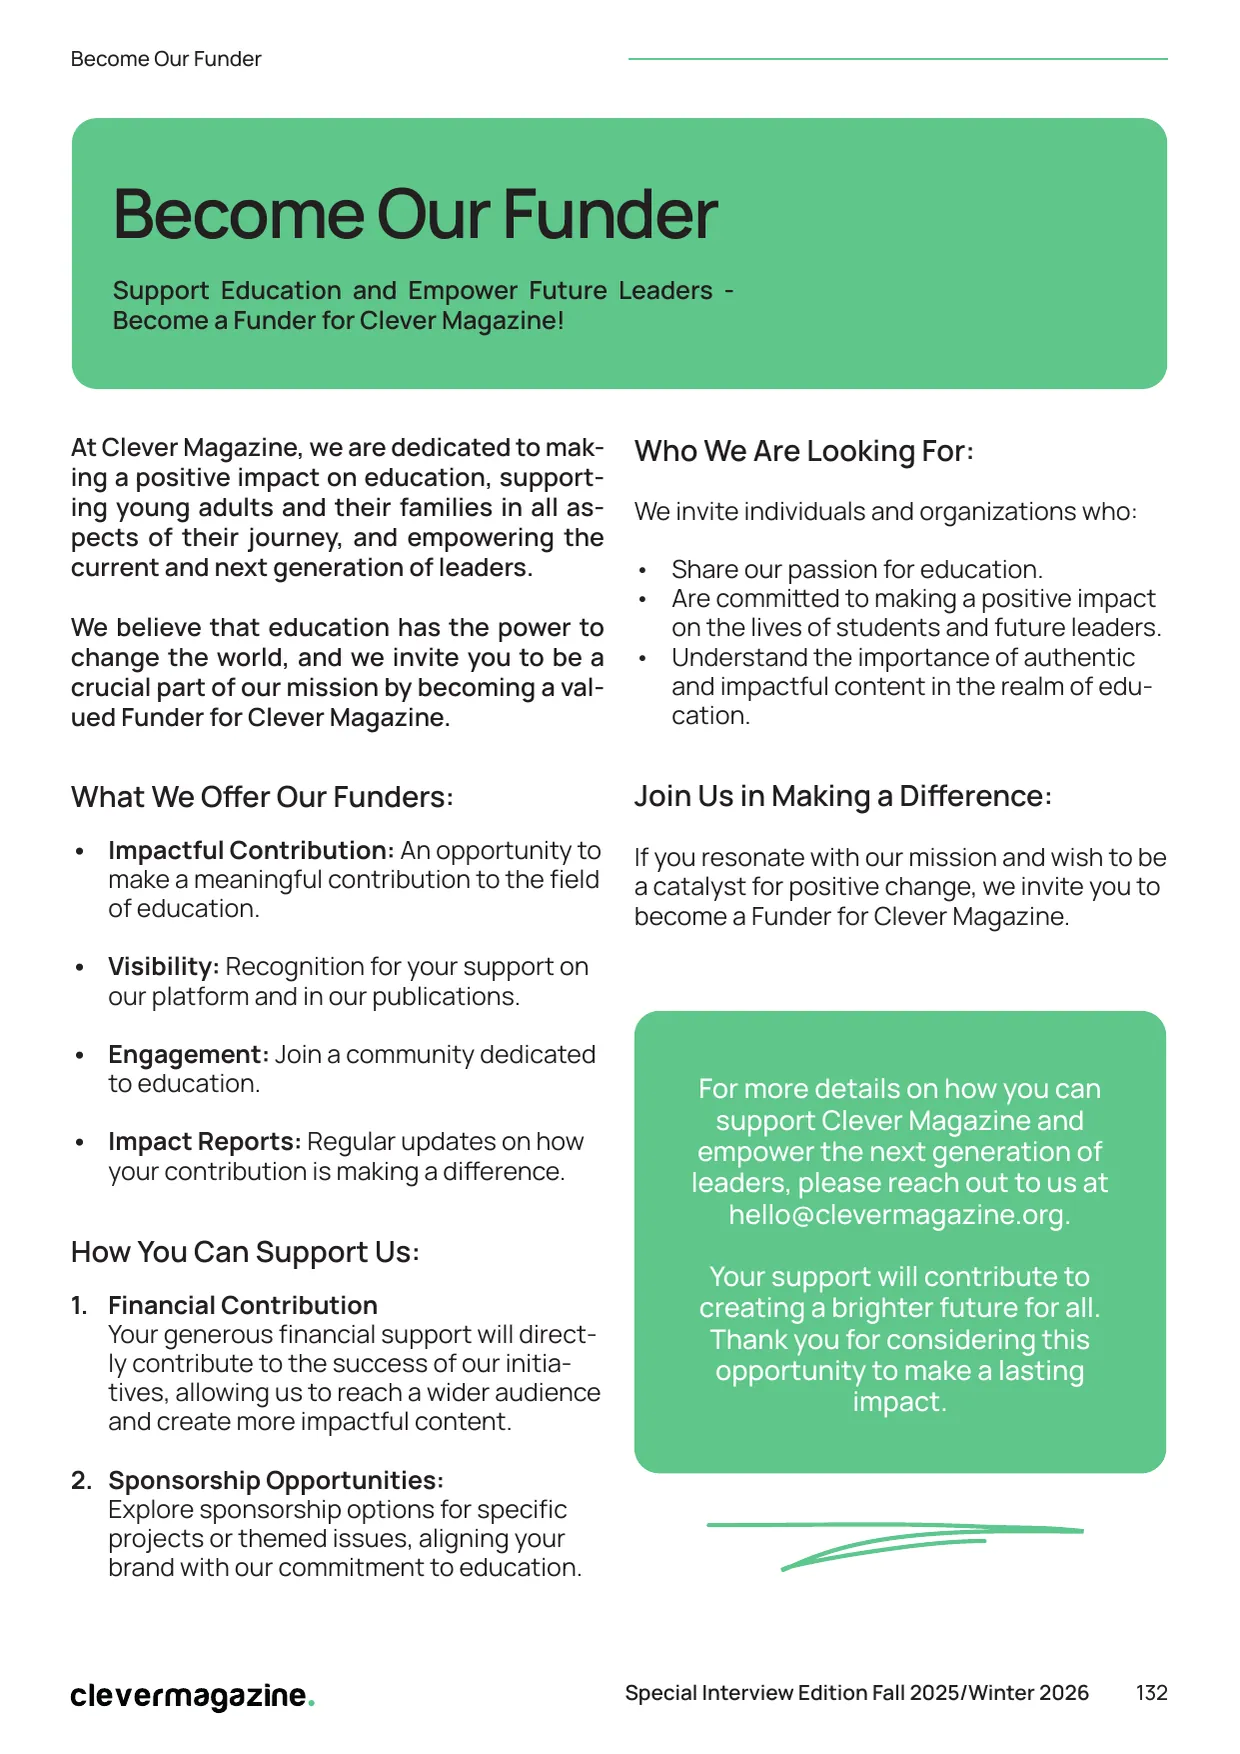 Become Our Funder
Become Our Funder
Support Education and Empower Future Leaders -
Become a Funder for Clever Magazine!
At Clever Magazine, we are dedicated to mak-
ing a positive impact on education, support-
ing young adults and their families in all as-
pects of their journey, and empowering the
current and next generation of leaders.
We believe that education has the power to
change the world, and we invite you to be a
crucial part of our mission by becoming a val-
ued Funder for Clever Magazine.
What We Offer Our Funders:
• Impactful Contribution: An opportunity to
make a meaningful contribution to the field
of education.
• Visibility: Recognition for your support on
our platform and in our publications.
• Engagement: Join a community dedicated
to education.
• Impact Reports: Regular updates on how
your contribution is making a difference.
How You Can Support Us:
1. Financial Contribution
Your generous financial support will direct-
ly contribute to the success of our initia-
tives, allowing us to reach a wider audience
and create more impactful content.
2. Sponsorship Opportunities:
Explore sponsorship options for specific
projects or themed issues, aligning your
brand with our commitment to education.
Who We Are Looking For:
We invite individuals and organizations who:
• Share our passion for education.
• Are committed to making a positive impact
on the lives of students and future leaders.
• Understand the importance of authentic
and impactful content in the realm of edu-
cation.
Join Us in Making a Difference:
If you resonate with our mission and wish to be
a catalyst for positive change, we invite you to
become a Funder for Clever Magazine.
For more details on how you can
support Clever Magazine and
empower the next generation of
leaders, please reach out to us at
hello@clevermagazine.org.
Your support will contribute to
creating a brighter future for all.
Thank you for considering this
opportunity to make a lasting
impact.
clevermagazine.
Special Interview Edition Fall 2025/Winter 2026 132